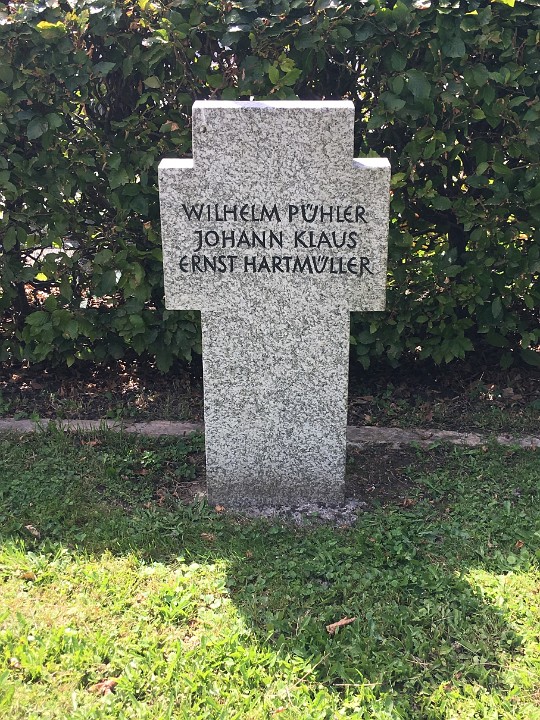 WILHELM PÜHLER
JOHANN KLAUS
ERNST HARTMÜLLER